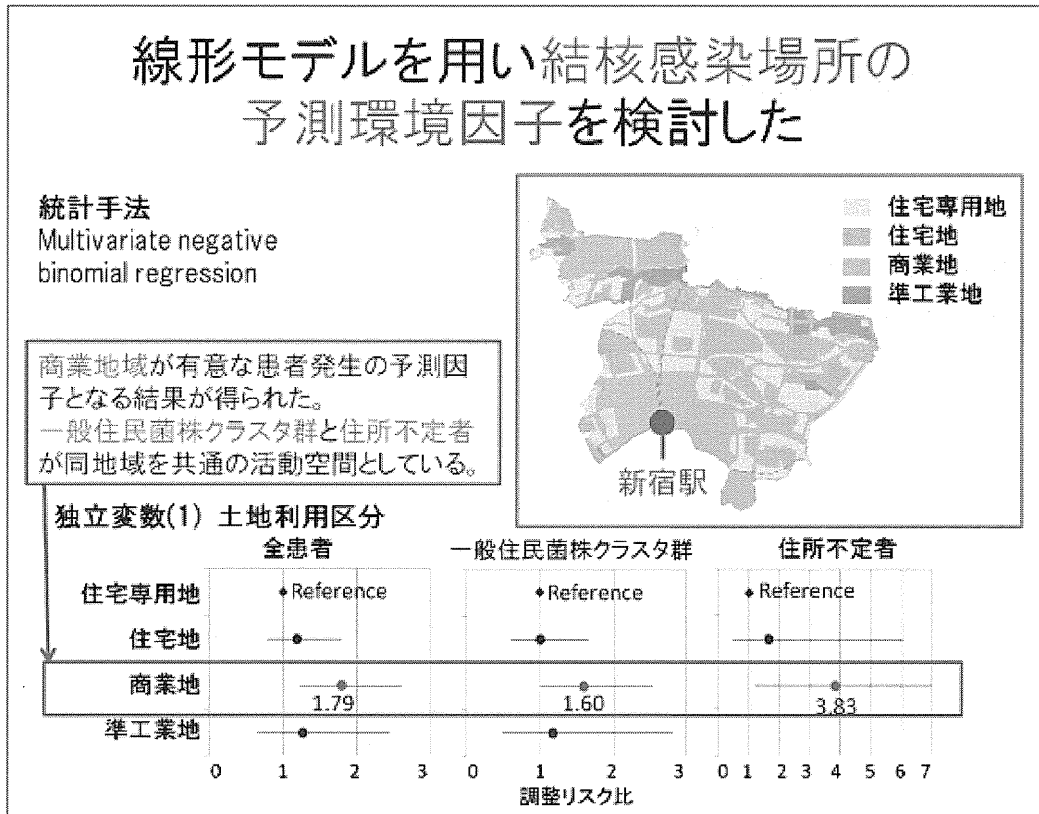 線形モデルを用い結核感染場所の
予測環境因子を検討した
統計手法
Multivariate negative
binomial regression
住宅専用地
住宅地
商業地
準工業地
新宿駅
商業地域が有意な患者発生の予測因
子となる結果が得られた。
一般住民菌株クラスタ群と住所不定者
が同地域を共通の活動空間としている。
独立変数(1) 土地利用区分
全患者 一般住民菌株クラスタ群 住所不定者
住宅専用地 Reference Reference Reference
住宅地
商業地 1.79 1.60 3.83
準工業地
0 1 2 3 0 1 2 3 0 1 2 3 4 5 6 7
調整リスク比